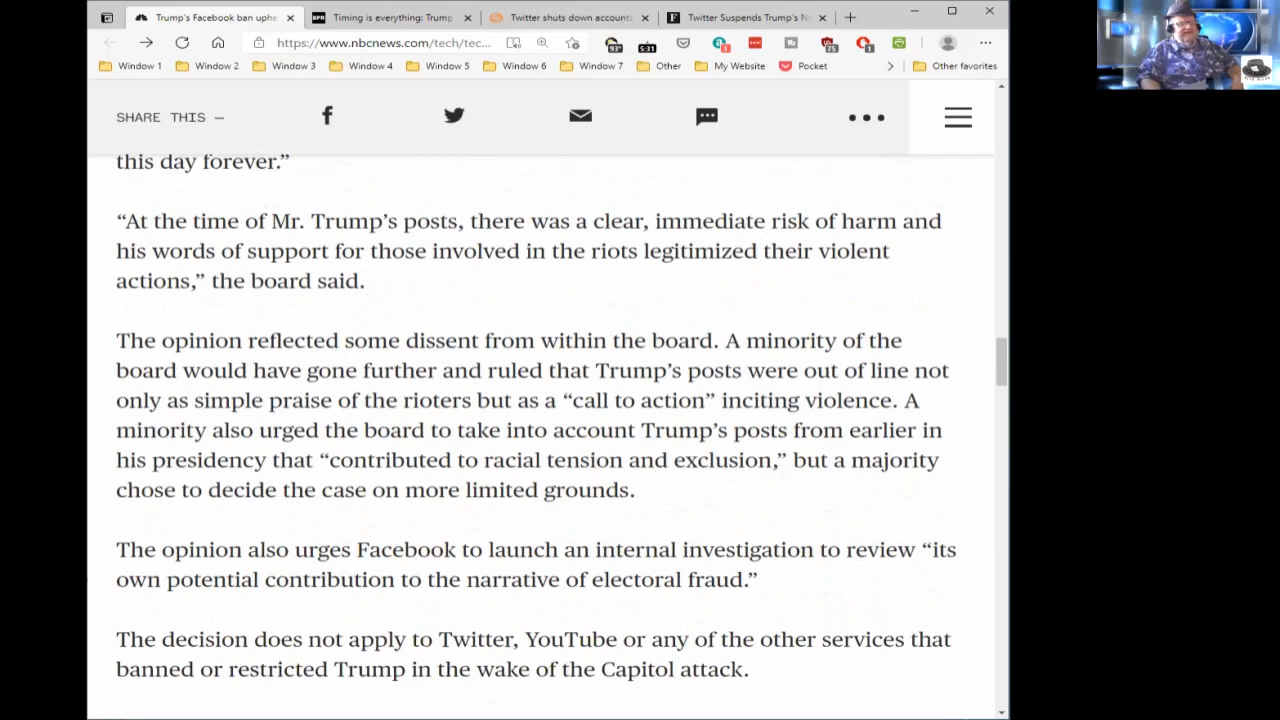 Trump's Facebook ban uphe
BPR Timing is everything: Trump
Twitter shuts down account
Twitter Suspends Trump's N
https://www.nbcnews.com/tech/tec...
93°
5:31
1
75
1
Window 1 Window 2 Window 3 Window 4 Window 5 Window 6 Window 7 Other My Website Pocket Other favorites
SHARE THIS —
this day forever.”
“At the time of Mr. Trump’s posts, there was a clear, immediate risk of harm and
his words of support for those involved in the riots legitimized their violent
actions,” the board said.
The opinion reflected some dissent from within the board. A minority of the
board would have gone further and ruled that Trump’s posts were out of line not
only as simple praise of the rioters but as a “call to action” inciting violence. A
minority also urged the board to take into account Trump’s posts from earlier in
his presidency that “contributed to racial tension and exclusion,” but a majority
chose to decide the case on more limited grounds.
The opinion also urges Facebook to launch an internal investigation to review “its
own potential contribution to the narrative of electoral fraud.”
The decision does not apply to Twitter, YouTube or any of the other services that
banned or restricted Trump in the wake of the Capitol attack.